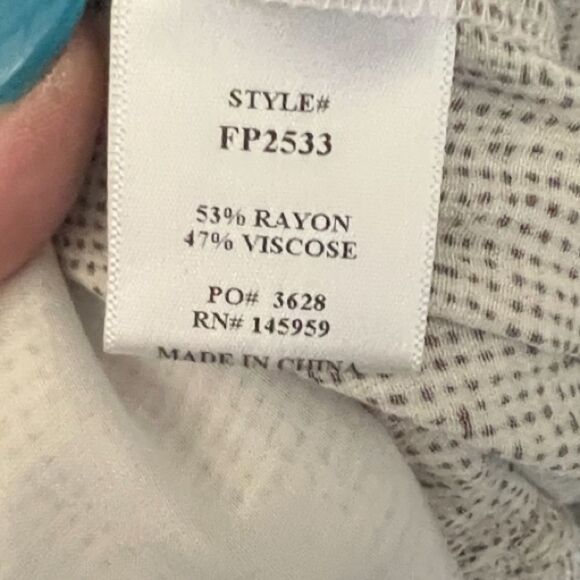 STYLE#
FP2533
53% RAYON
47% VISCOSE
PO# 3628
RN# 145959
MADE IN CHINA